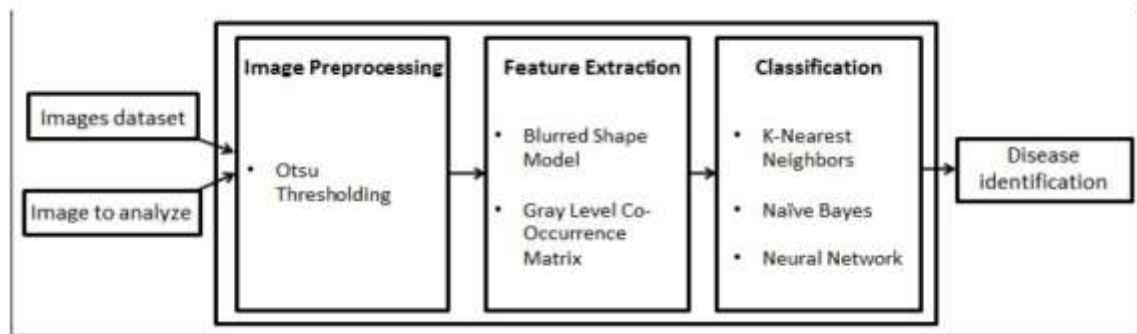 Images dataset
Image to analyze
Image Preprocessing
• Otsu
Thresholding
Feature Extraction
• Blurred Shape
Model
• Gray Level Co-
Occurrence
Matrix
Classification
• K-Nearest
Neighbors
• Naïve Bayes
• Neural Network
Disease
identification